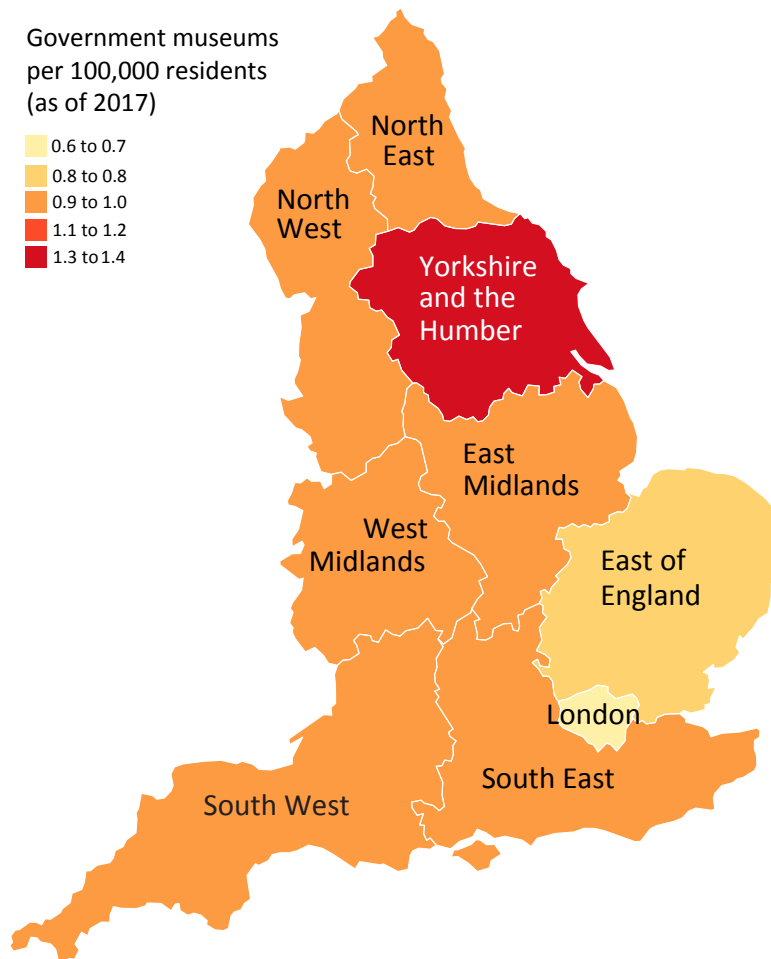 Government museums
per 100,000 residents
(as of 2017)
0.6 to 0.7
0.8 to 0.8
0.9 to 1.0
1.1 to 1.2
1.3 to 1.4
North
East
North
West
Yorkshire
and the
Humber
East
Midlands
West
Midlands
East of
England
London
South East
South West